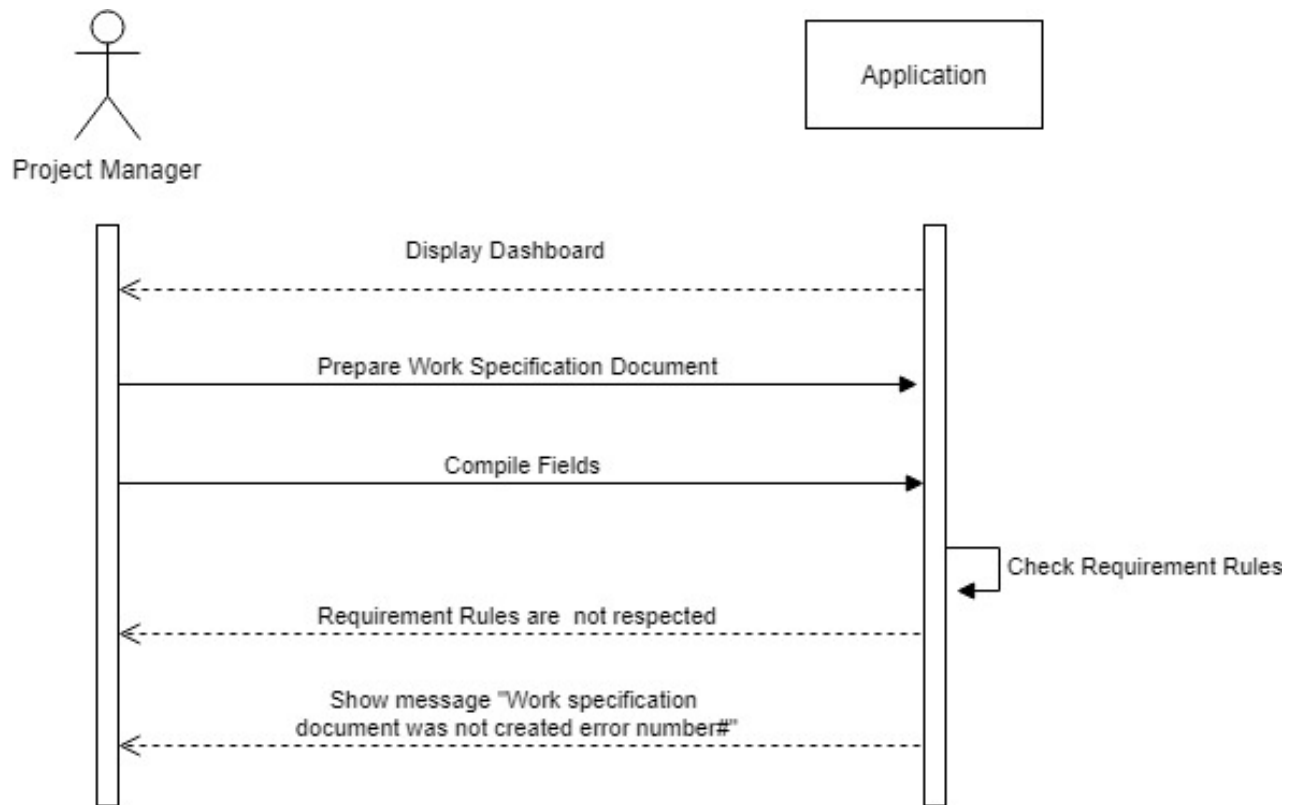 Application
Project Manager
Display Dashboard
Prepare Work Specification Document
Compile Fields
Check Requirement Rules
Requirement Rules are  not respected
Show message "Work specification
document was not created error number#"